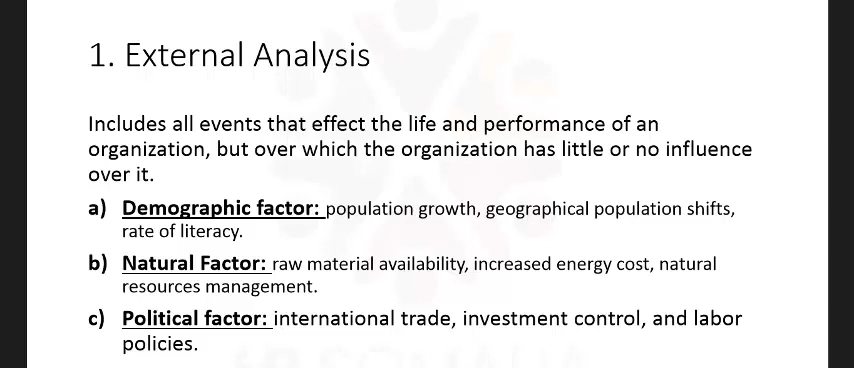 1. External Analysis
Includes all events that effect the life and performance of an
organization, but over which the organization has little or no influence
over it.
a) Demographic factor: population growth, geographical population shifts,
rate of literacy.
b) Natural Factor: raw material availability, increased energy cost, natural
resources management.
c) Political factor: international trade, investment control, and labor
policies.